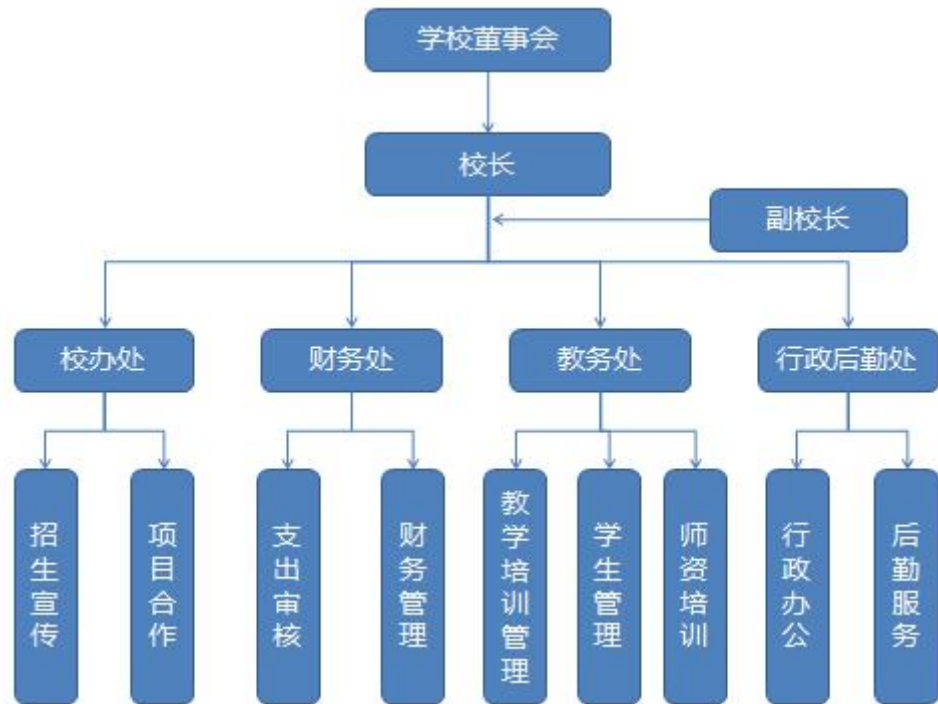 学校董事会
校长
副校长
校办处
财务处
教务处
行政后勤处
招生宣传
项目合作
支出审核
财务管理
教学培训管理
学生管理
师资培训
行政办公
后勤服务